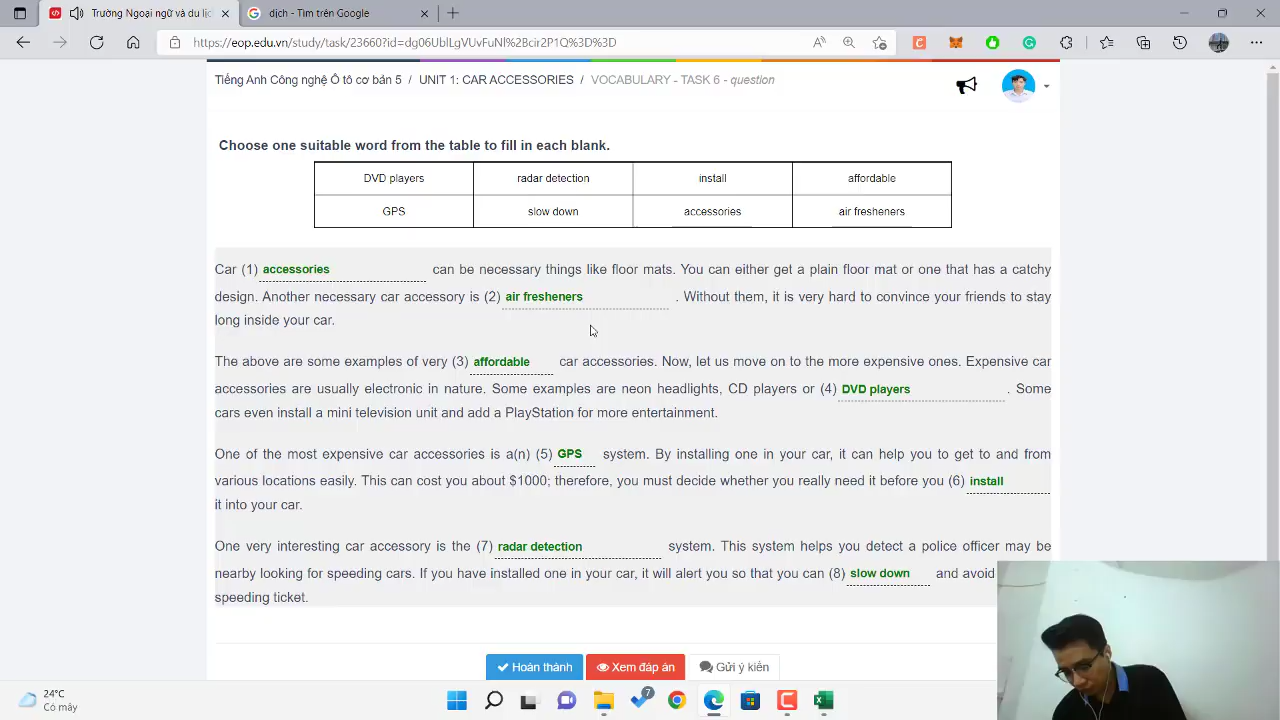 Trường Ngoại ngữ và du lịc
dịch - Tìm trên Google
https://eop.edu.vn/study/task/23660?id=dg06UblLgVUvFuNl%2Bcir2P1Q%3D%3D
Tiếng Anh Công nghệ Ô tô cơ bản 5 / UNIT 1: CAR ACCESSORIES / VOCABULARY - TASK 6 - question
Choose one suitable word from the table to fill in each blank.
DVD players radar detection install affordable
GPS slow down accessories air fresheners
Car (1) accessories can be necessary things like floor mats. You can either get a plain floor mat or one that has a catchy
design. Another necessary car accessory is (2) air fresheners . Without them, it is very hard to convince your friends to stay
long inside your car.
The above are some examples of very (3) affordable car accessories. Now, let us move on to the more expensive ones. Expensive car
accessories are usually electronic in nature. Some examples are neon headlights, CD players or (4) DVD players . Some
cars even install a mini television unit and add a PlayStation for more entertainment.
One of the most expensive car accessories is a(n) (5) GPS system. By installing one in your car, it can help you to get to and from
various locations easily. This can cost you about $1000; therefore, you must decide whether you really need it before you (6) install
it into your car.
One very interesting car accessory is the (7) radar detection system. This system helps you detect a police officer may be
nearby looking for speeding cars. If you have installed one in your car, it will alert you so that you can (8) slow down and avoid
speeding ticket.
Hoàn thành Xem đáp án Gửi ý kiến
24°C
Có mây
7